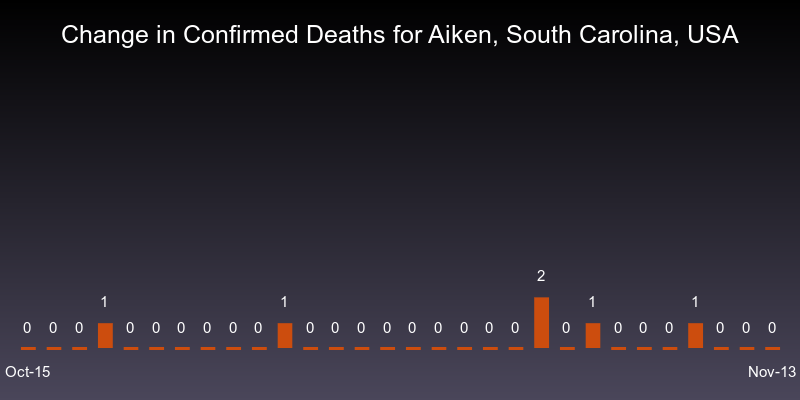 Change in Confirmed Deaths for Aiken, South Carolina, USA
2
1 1 1 1
0 0 0 0 0 0 0 0 0 0 0 0 0 0 0 0 0 0 0 0 0 0 0 0 0
Oct-15 Nov-13